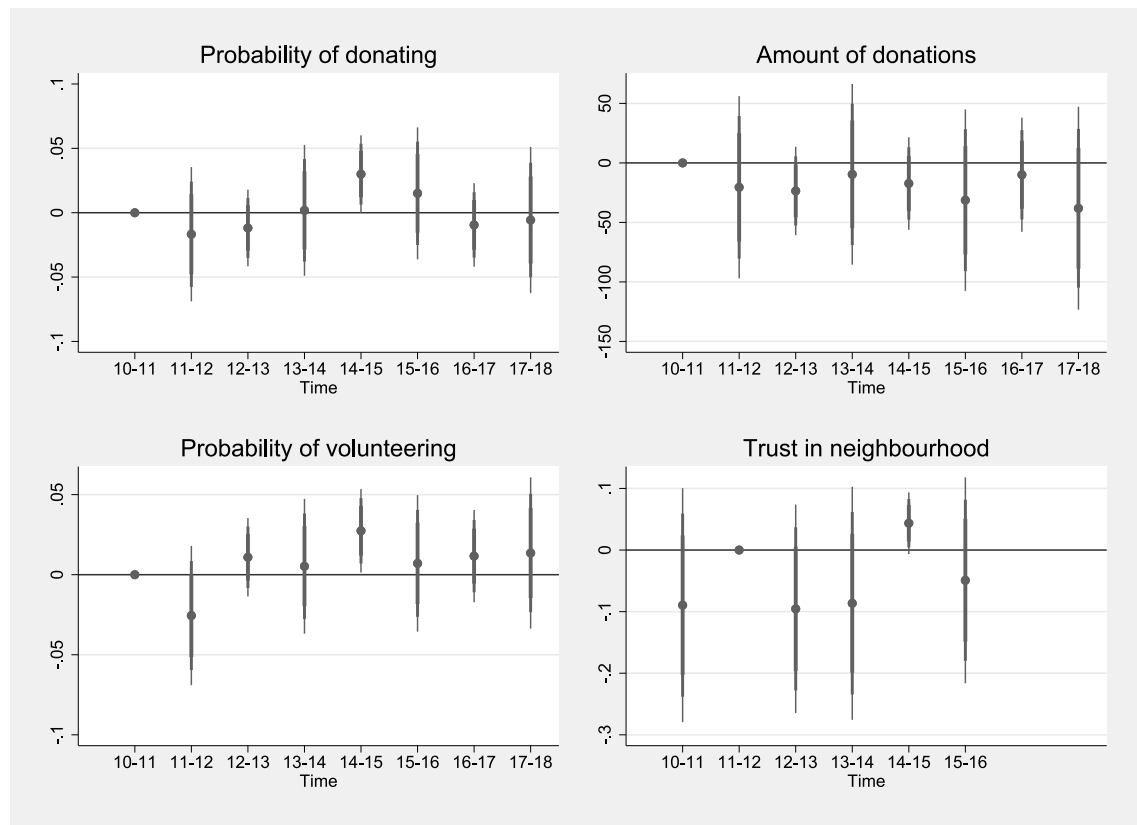 Probability of donating
.1
.05
0
-.05
-.1
10-11 11-12 12-13 13-14 14-15 15-16 16-17 17-18
Time
Amount of donations
50
0
-50
-100
-150
10-11 11-12 12-13 13-14 14-15 15-16 16-17 17-18
Time
Probability of volunteering
.05
0
-.05
-.1
10-11 11-12 12-13 13-14 14-15 15-16 16-17 17-18
Time
Trust in neighbourhood
.1
0
-.1
-.2
-.3
10-11 11-12 12-13 13-14 14-15 15-16
Time